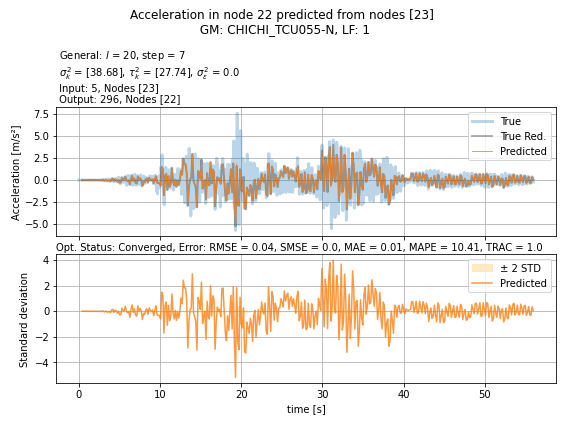 Acceleration in node 22 predicted from nodes [23]
GM: CHICHI_TCU055-N, LF: 1
General: l = 20, step = 7
σ²ₖ = [38.68], τ²ₖ = [27.74], σ²ε = 0.0
Input: 5, Nodes [23]
Output: 296, Nodes [22]
Acceleration [m/s²]
7.5
5.0
2.5
0.0
−2.5
−5.0
True
True Red.
Predicted
Opt. Status: Converged, Error: RMSE = 0.04, SMSE = 0.0, MAE = 0.01, MAPE = 10.41, TRAC = 1.0
Standard deviation
4
2
0
−2
−4
± 2 STD
Predicted
0 10 20 30 40 50
time [s]